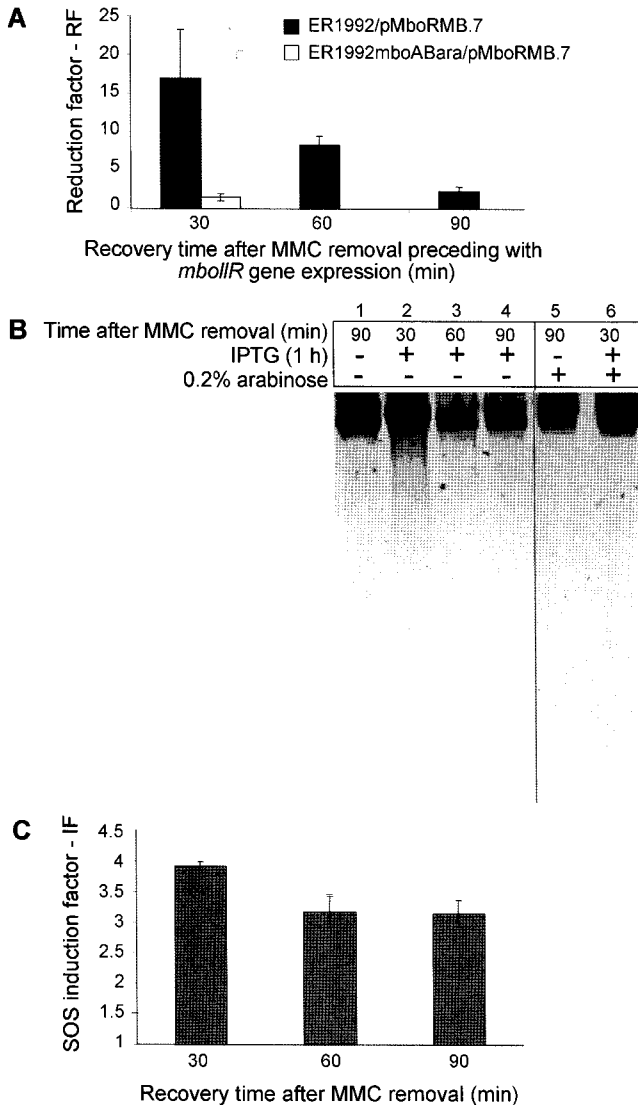 A
Reduction factor - RF
25
20
15
10
5
0
ER1992/pMboRMB.7
ER1992mboABara/pMboRMB.7
30 60 90
Recovery time after MMC removal preceding with
mboIIR gene expression (min)
B
1 2 3 4 5 6
Time after MMC removal (min) 90 30 60 90 90 30
IPTG (1 h) - + + + - +
0.2% arabinose - - - - + +
C
SOS induction factor - IF
4.5
4
3.5
3
2.5
2
1.5
1
30 60 90
Recovery time after MMC removal (min)